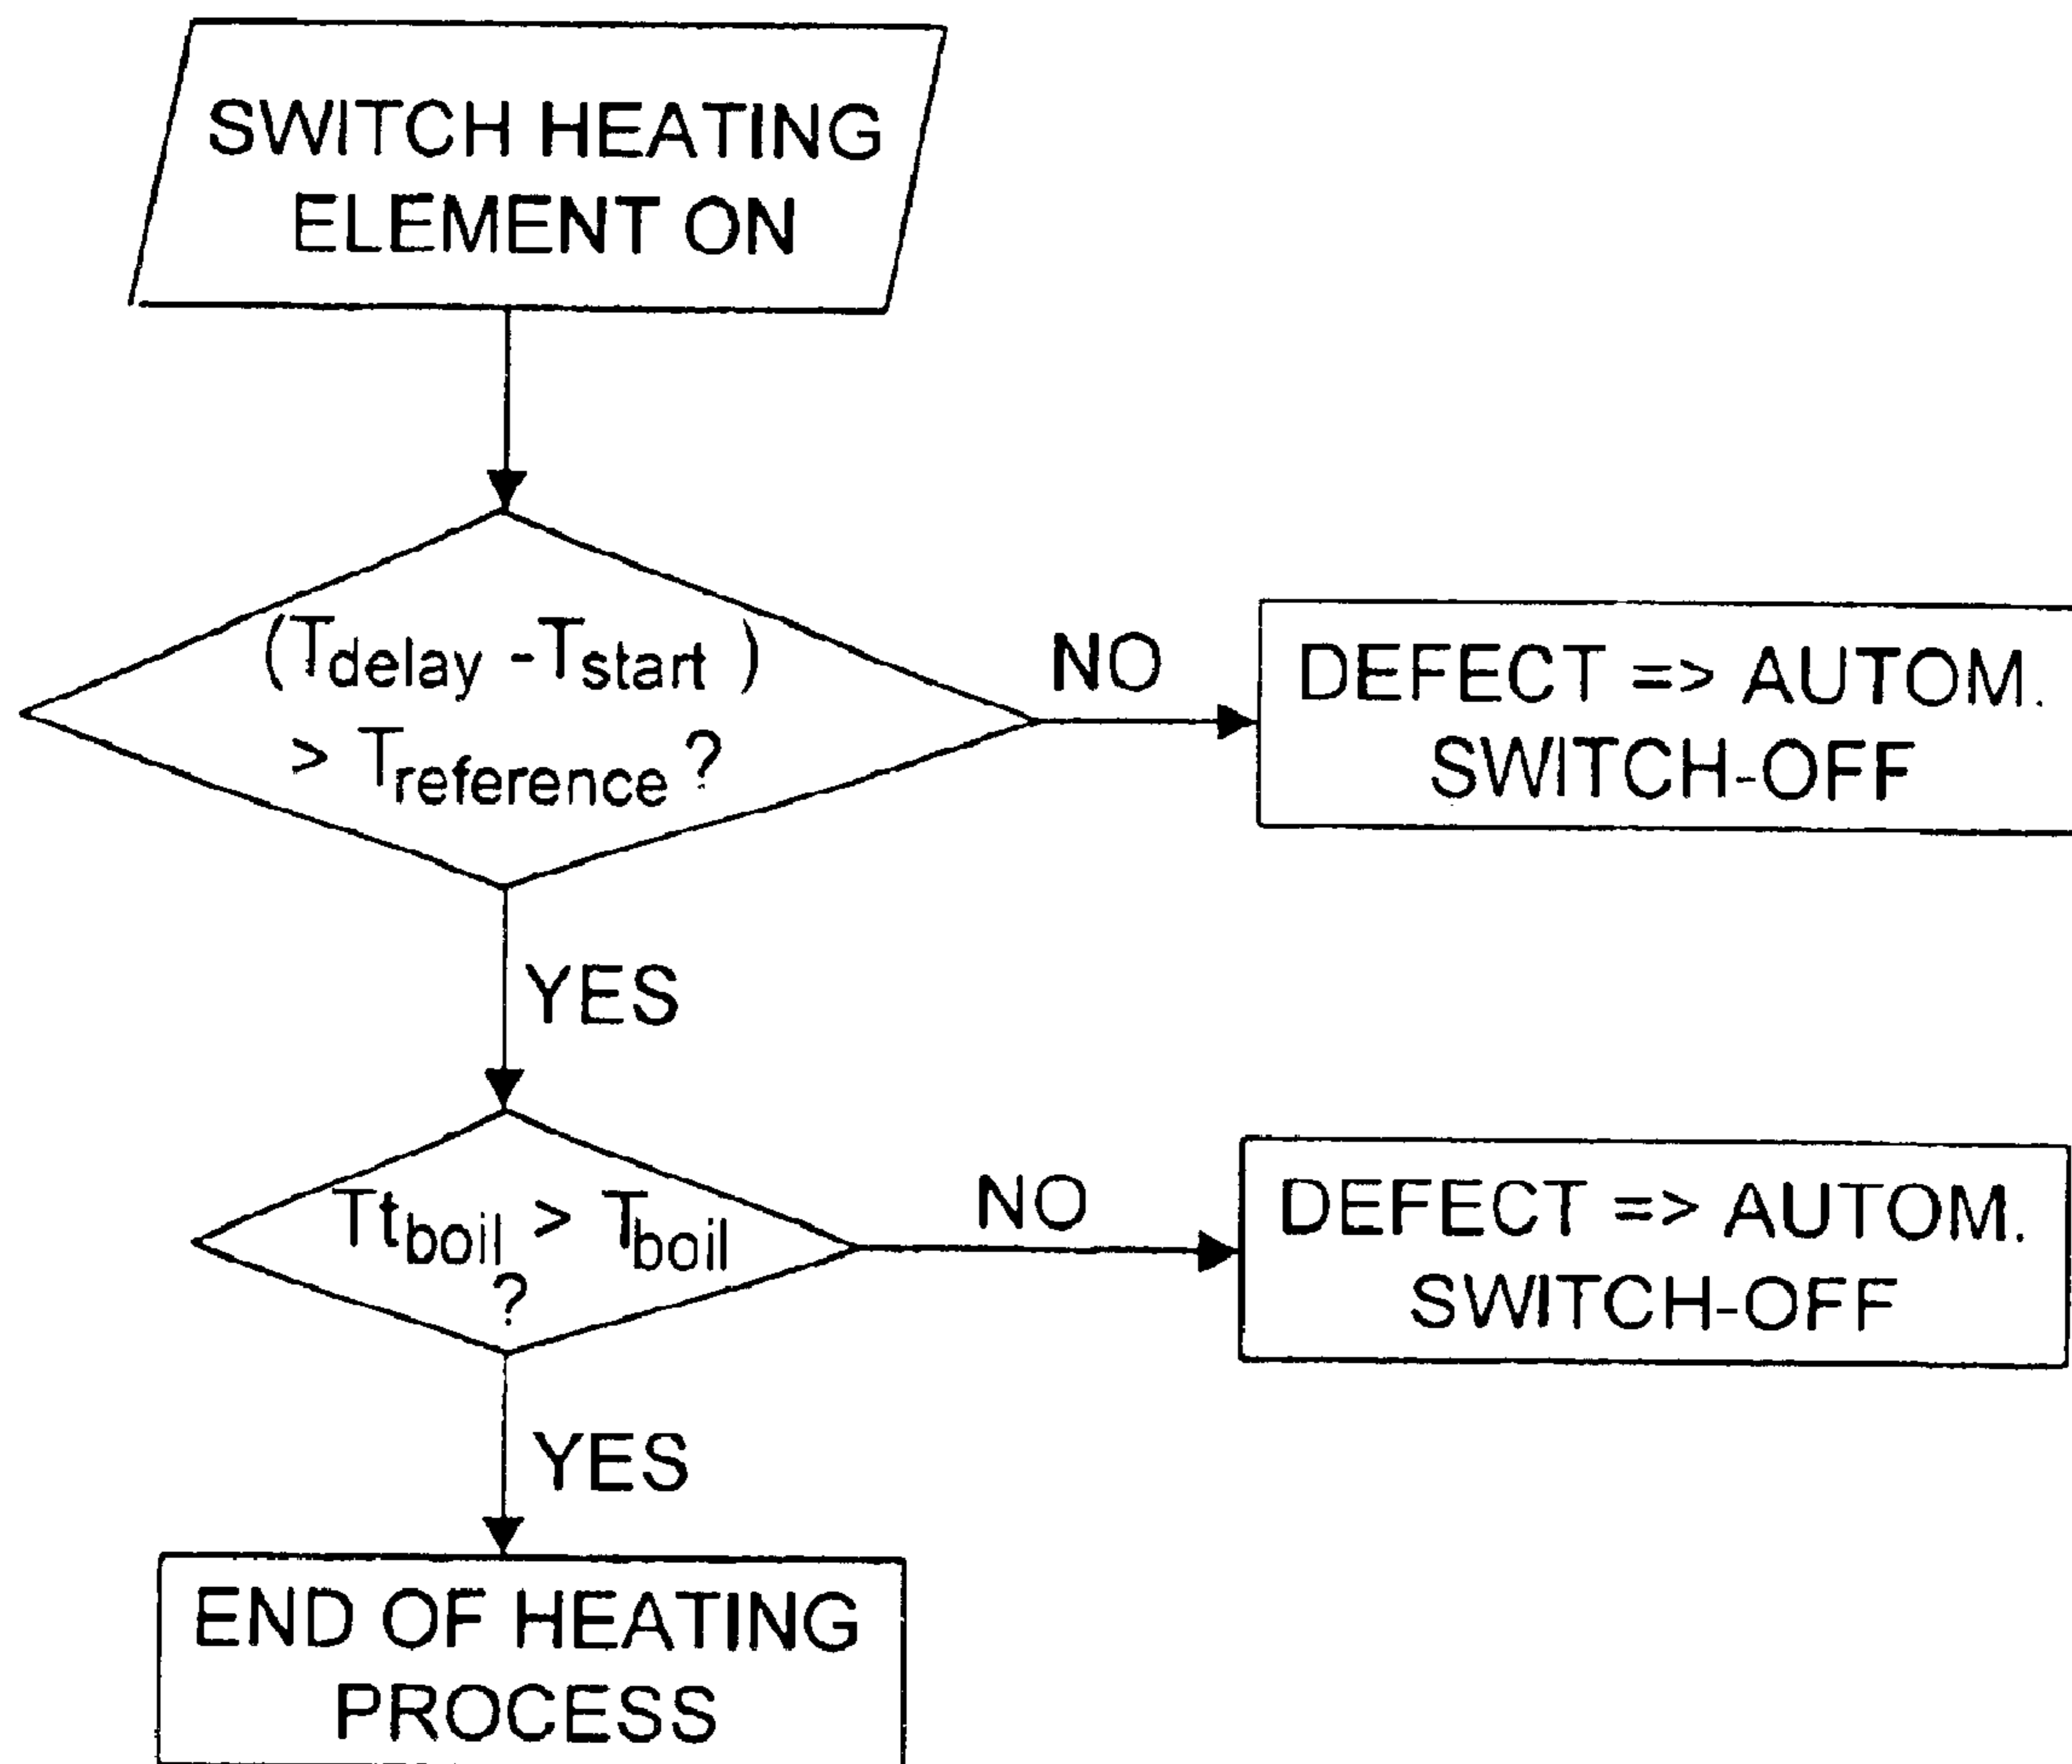 SWITCH HEATING
ELEMENT ON
(Tdelay -Tstart )
> Treference ?
NO
DEFECT => AUTOM.
SWITCH-OFF
YES
Ttboil > Tboil
?
NO
DEFECT => AUTOM.
SWITCH-OFF
YES
END OF HEATING
PROCESS